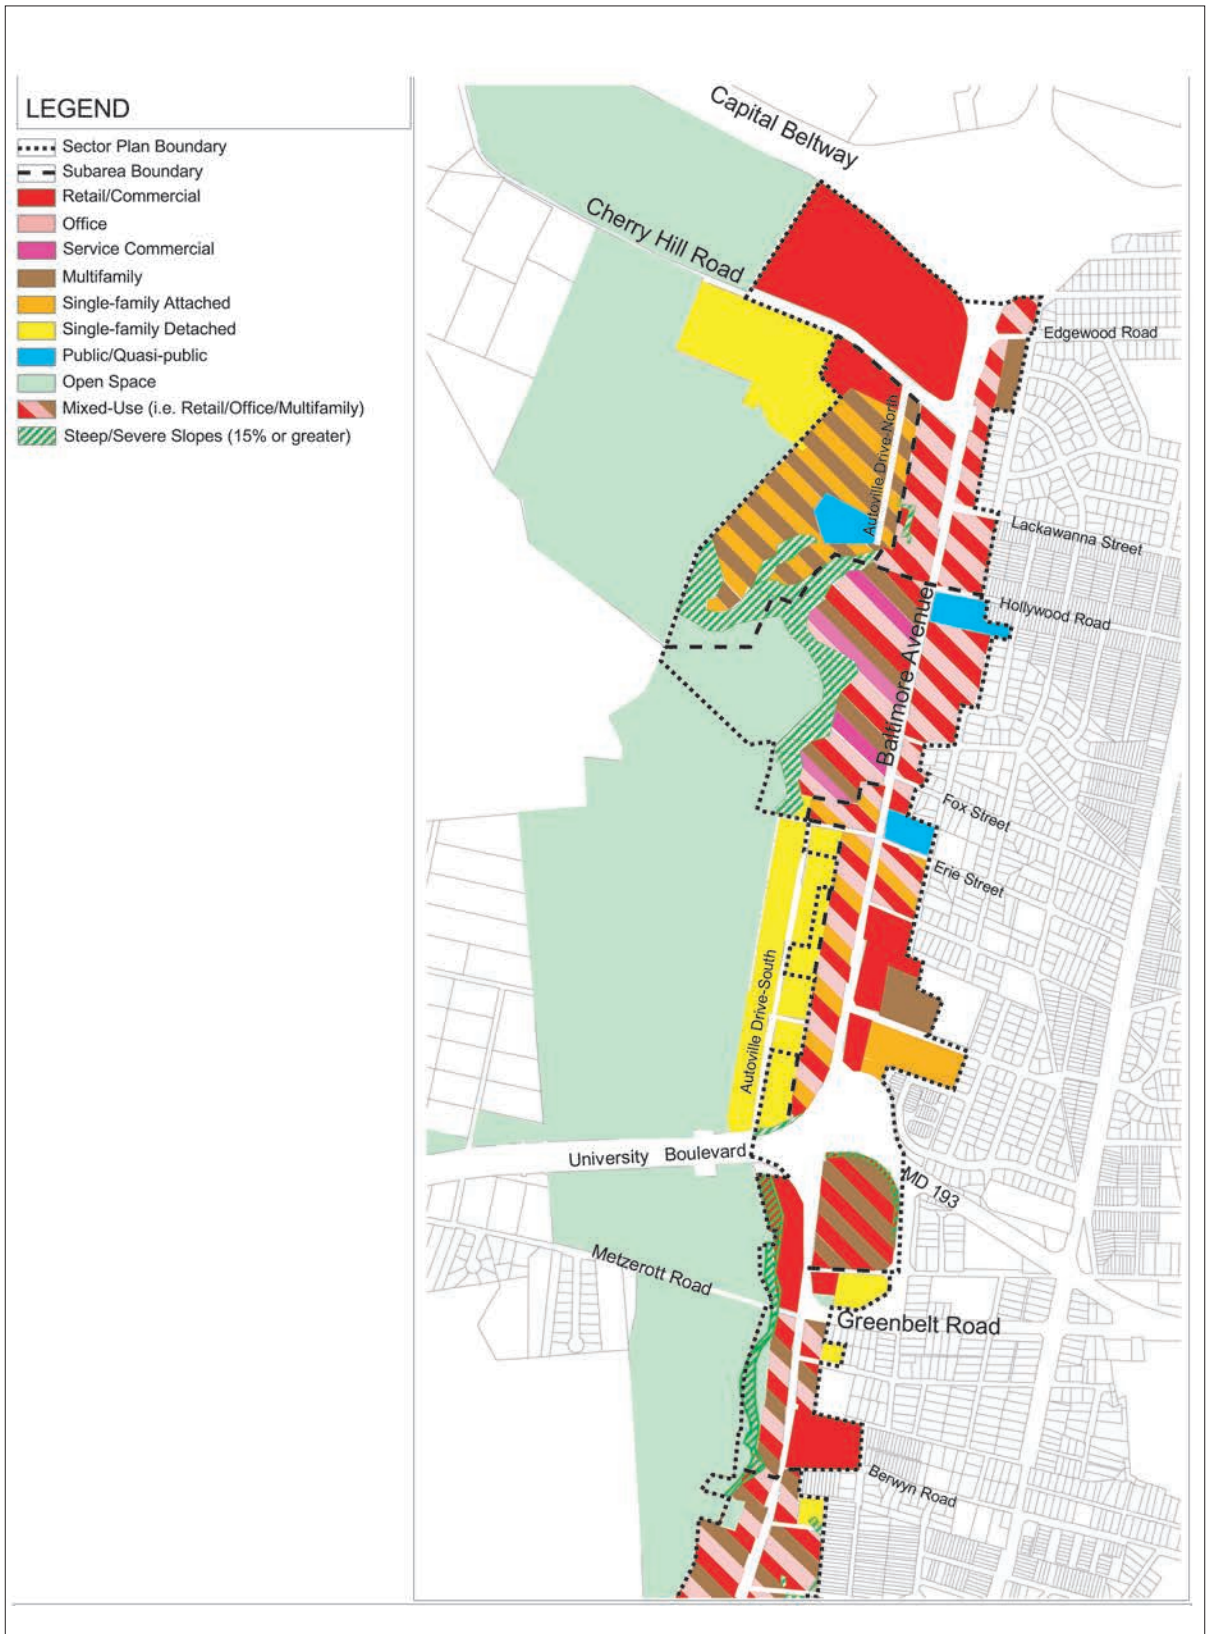 LEGEND
Sector Plan Boundary
Subarea Boundary
Retail/Commercial
Office
Service Commercial
Multifamily
Single-family Attached
Single-family Detached
Public/Quasi-public
Open Space
Mixed-Use (i.e. Retail/Office/Multifamily)
Steep/Severe Slopes (15% or greater)
Capital Beltway
Cherry Hill Road
Edgewood Road
Autoville Drive-North
Lackawanna Street
Hollywood Road
Baltimore Avenue
Fox Street
Erie Street
Autoville Drive-South
University Boulevard
MD 193
Metzerott Road
Greenbelt Road
Berwyn Road